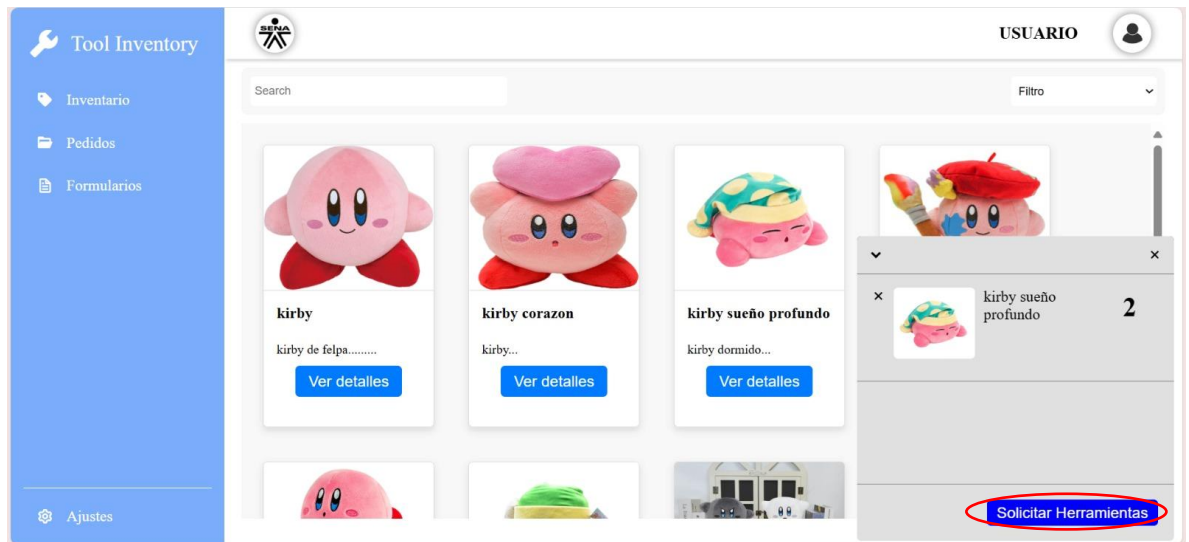 Tool Inventory
Inventario
Pedidos
Formularios
Ajustes
SENA
USUARIO
Search
Filtro
kirby
kirby de felpa.........
Ver detalles
kirby corazon
kirby...
Ver detalles
kirby sueño profundo
kirby dormido...
Ver detalles
kirby sueño
profundo
2
Solicitar Herramientas